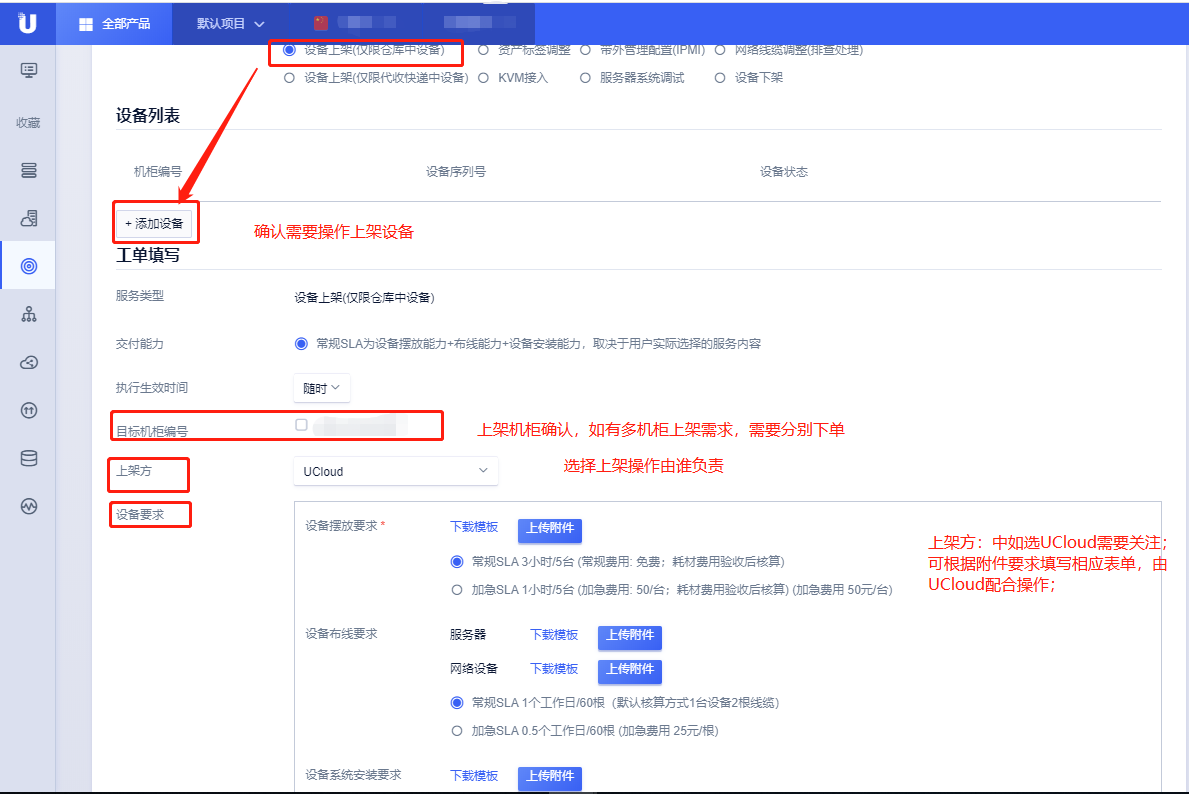 U 全部产品 默认项目
设备上架(仅限仓库中设备) 资产标签调整 带外管理配置(IPMI) 网络线缆调整(排查处理)
设备上架(仅限代收快递中设备) KVM接入 服务器系统调试 设备下架
收藏
设备列表
机柜编号 设备序列号 设备状态
+ 添加设备
确认需要操作上架设备
工单填写
服务类型 设备上架(仅限仓库中设备)
交付能力 常规SLA为设备摆放能力+布线能力+设备安装能力，取决于用户实际选择的服务内容
执行生效时间 随时
目标机柜编号
上架机柜确认，如有多机柜上架需求，需要分别下单
上架方 UCloud
选择上架操作由谁负责
设备要求
设备摆放要求* 下载模板 上传附件
常规SLA 3小时/5台 (常规费用: 免费；耗材费用验收后核算)
加急SLA 1小时/5台 (加急费用: 50/台；耗材费用验收后核算) (加急费用 50元/台)
上架方：中如选UCloud需要关注；
可根据附件要求填写相应表单，由
UCloud配合操作；
设备布线要求 服务器 下载模板 上传附件
网络设备 下载模板 上传附件
常规SLA 1个工作日/60根（默认核算方式1台设备2根线缆）
加急SLA 0.5个工作日/60根 (加急费用 25元/根)
设备系统安装要求 下载模板 上传附件